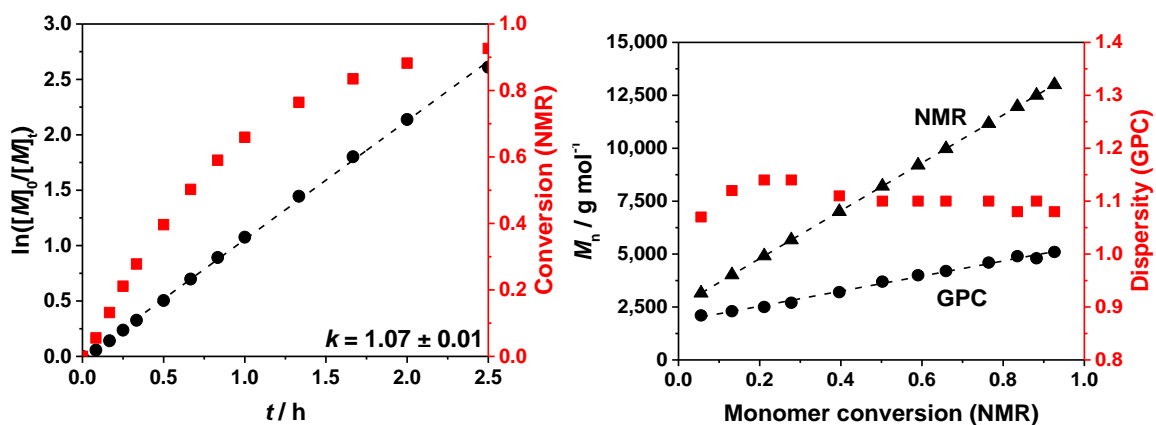 3.0
2.5
2.0
1.5
1.0
0.5
0.0
ln([M]0/[M]t)
0.0 0.5 1.0 1.5 2.0 2.5
t / h
k = 1.07 ± 0.01
1.0
0.8
0.6
0.4
0.2
0.0
Conversion (NMR)
15,000
12,500
10,000
7,500
5,000
2,500
0
Mn / g mol-1
NMR
GPC
0.0 0.2 0.4 0.6 0.8 1.0
Monomer conversion (NMR)
1.4
1.3
1.2
1.1
1.0
0.9
0.8
Dispersity (GPC)